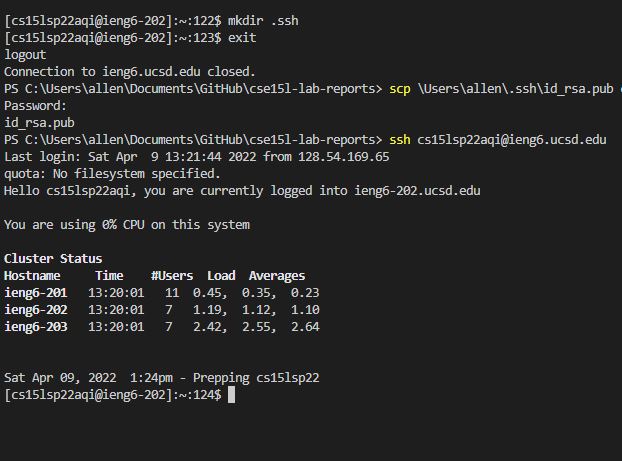 [cs15lsp22aqi@ieng6-202]:~:122$ mkdir .ssh
[cs15lsp22aqi@ieng6-202]:~:123$ exit
logout
Connection to ieng6.ucsd.edu closed.
PS C:\Users\allen\Documents\GitHub\cse15l-lab-reports> scp \Users\allen\.ssh\id_rsa.pub
Password:
id_rsa.pub
PS C:\Users\allen\Documents\GitHub\cse15l-lab-reports> ssh cs15lsp22aqi@ieng6.ucsd.edu
Last login: Sat Apr  9 13:21:44 2022 from 128.54.169.65
quota: No filesystem specified.
Hello cs15lsp22aqi, you are currently logged into ieng6-202.ucsd.edu
You are using 0% CPU on this system
Cluster Status
Hostname     Time    #Users  Load  Averages
ieng6-201   13:20:01   11  0.45,  0.35,  0.23
ieng6-202   13:20:01   7   1.19,  1.12,  1.10
ieng6-203   13:20:01   7   2.42,  2.55,  2.64
Sat Apr 09, 2022  1:24pm - Prepping cs15lsp22
[cs15lsp22aqi@ieng6-202]:~:124$